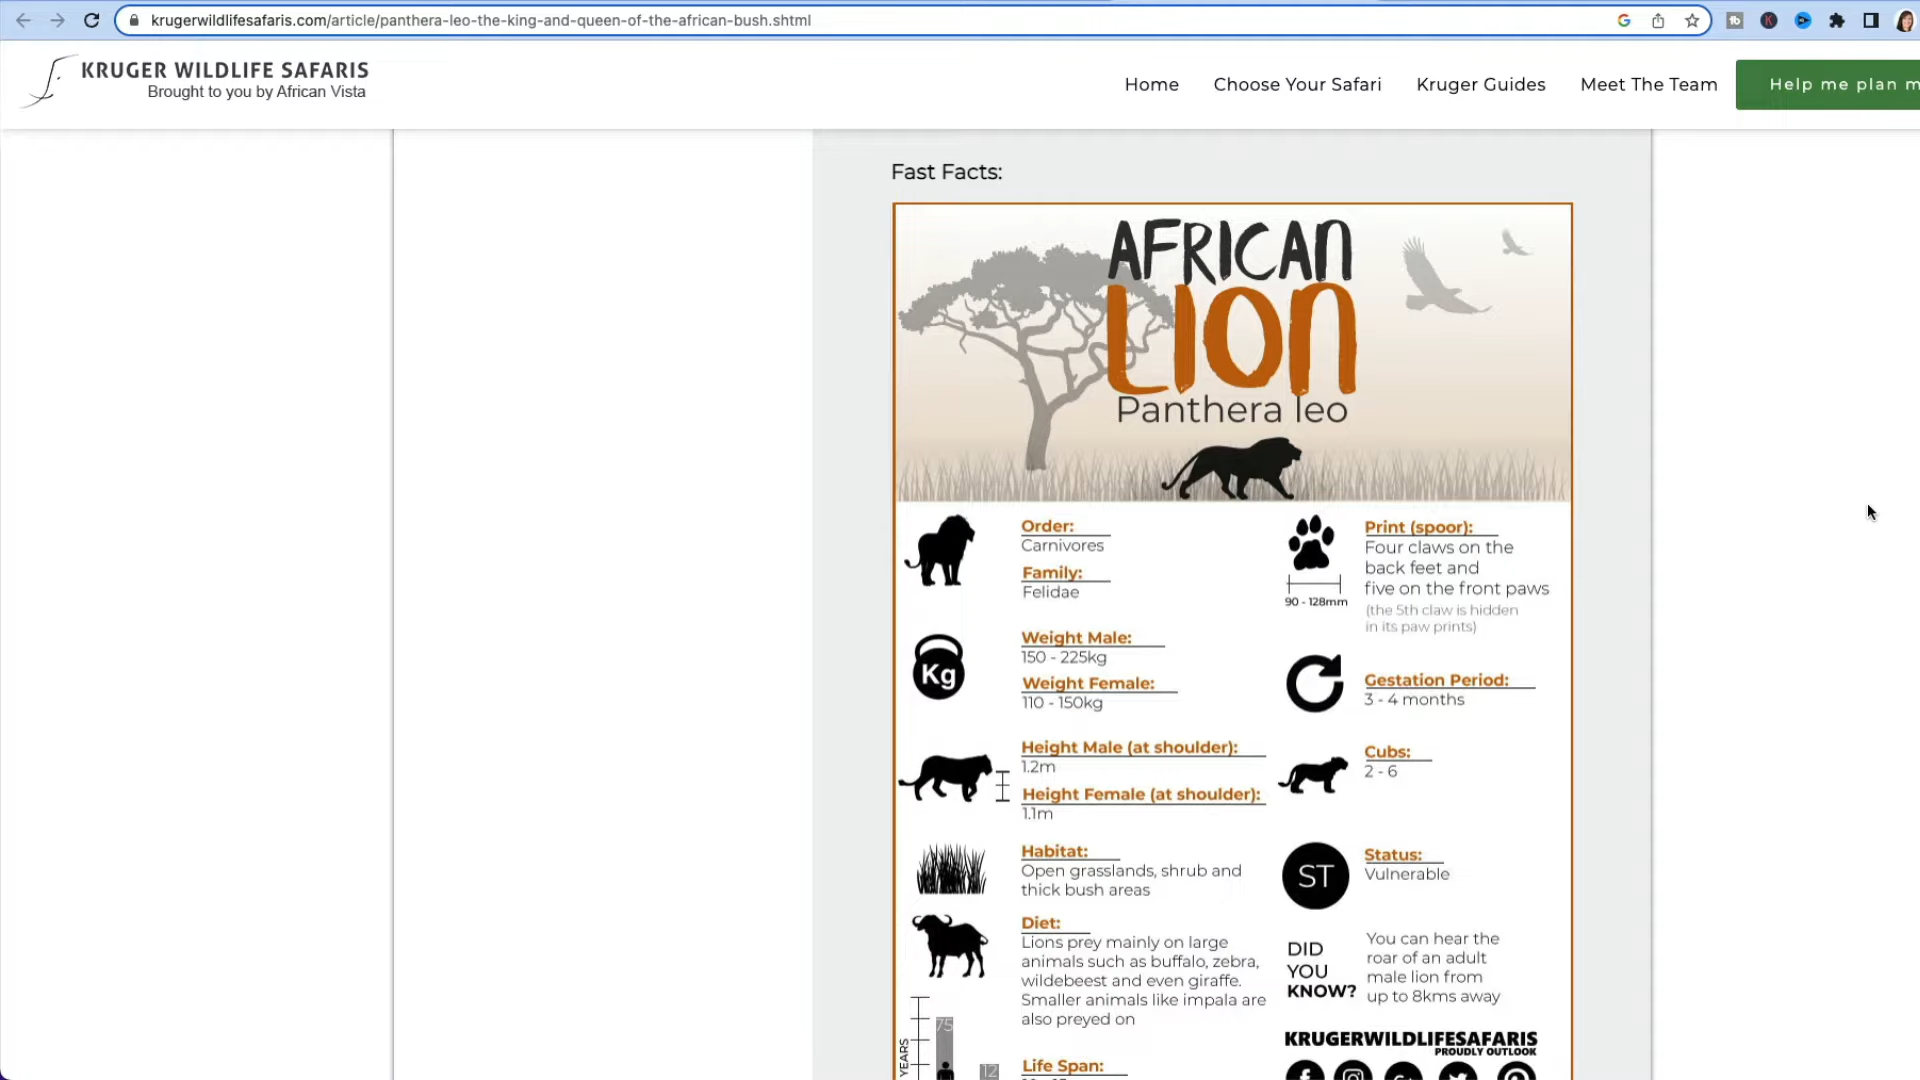 krugerwildlifesafaris.com/article/panthera-leo-the-king-and-queen-of-the-african-bush.shtml
KRUGER WILDLIFE SAFARIS
Brought to you by African Vista
Home
Choose Your Safari
Kruger Guides
Meet The Team
Help me plan m
Fast Facts:
AFRICAN
LION
Panthera leo
Order:
Carnivores
Family:
Felidae
Kg
Weight Male:
150 - 225kg
Weight Female:
110 - 150kg
Height Male (at shoulder):
1.2m
Height Female (at shoulder):
1.1m
Habitat:
Open grasslands, shrub and
thick bush areas
Diet:
Lions prey mainly on large
animals such as buffalo, zebra,
wildebeest and even giraffe.
Smaller animals like impala are
also preyed on
YEARS
75
12
Life Span:
90 - 128mm
Print (spoor):
Four claws on the
back feet and
five on the front paws
(the 5th claw is hidden
in its paw prints)
Gestation Period:
3 - 4 months
Cubs:
2 - 6
ST
Status:
Vulnerable
DID
YOU
KNOW?
You can hear the
roar of an adult
male lion from
up to 8kms away
KRUGERWILDLIFESAFARIS
PROUDLY OUTLOOK